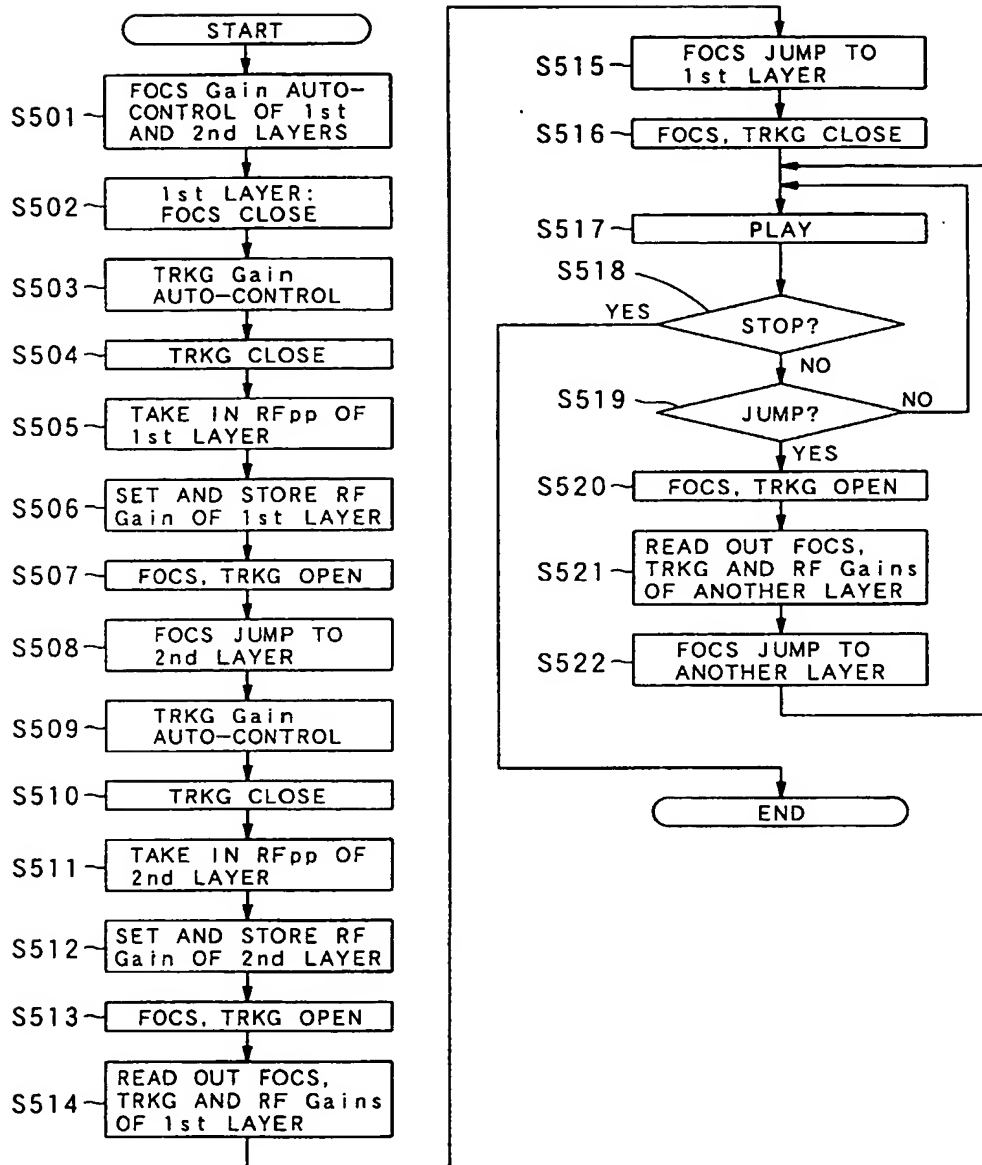 START
S501
FOCS Gain AUTO-
CONTROL OF 1st
AND 2nd LAYERS
S502
1st LAYER:
FOCS CLOSE
S503
TRKG Gain
AUTO-CONTROL
S504
TRKG CLOSE
S505
TAKE IN RFpp OF
1st LAYER
S506
SET AND STORE RF
Gain OF 1st LAYER
S507
FOCS, TRKG OPEN
S508
FOCS JUMP TO
2nd LAYER
S509
TRKG Gain
AUTO-CONTROL
S510
TRKG CLOSE
S511
TAKE IN RFpp OF
2nd LAYER
S512
SET AND STORE RF
Gain OF 2nd LAYER
S513
FOCS, TRKG OPEN
S514
READ OUT FOCS,
TRKG AND RF Gains
OF 1st LAYER
S515
FOCS JUMP TO
1st LAYER
S516
FOCS, TRKG CLOSE
S517
PLAY
S518
YES
STOP?
NO
S519
JUMP?
NO
YES
S520
FOCS, TRKG OPEN
S521
READ OUT FOCS,
TRKG AND RF Gains
OF ANOTHER LAYER
S522
FOCS JUMP TO
ANOTHER LAYER
END